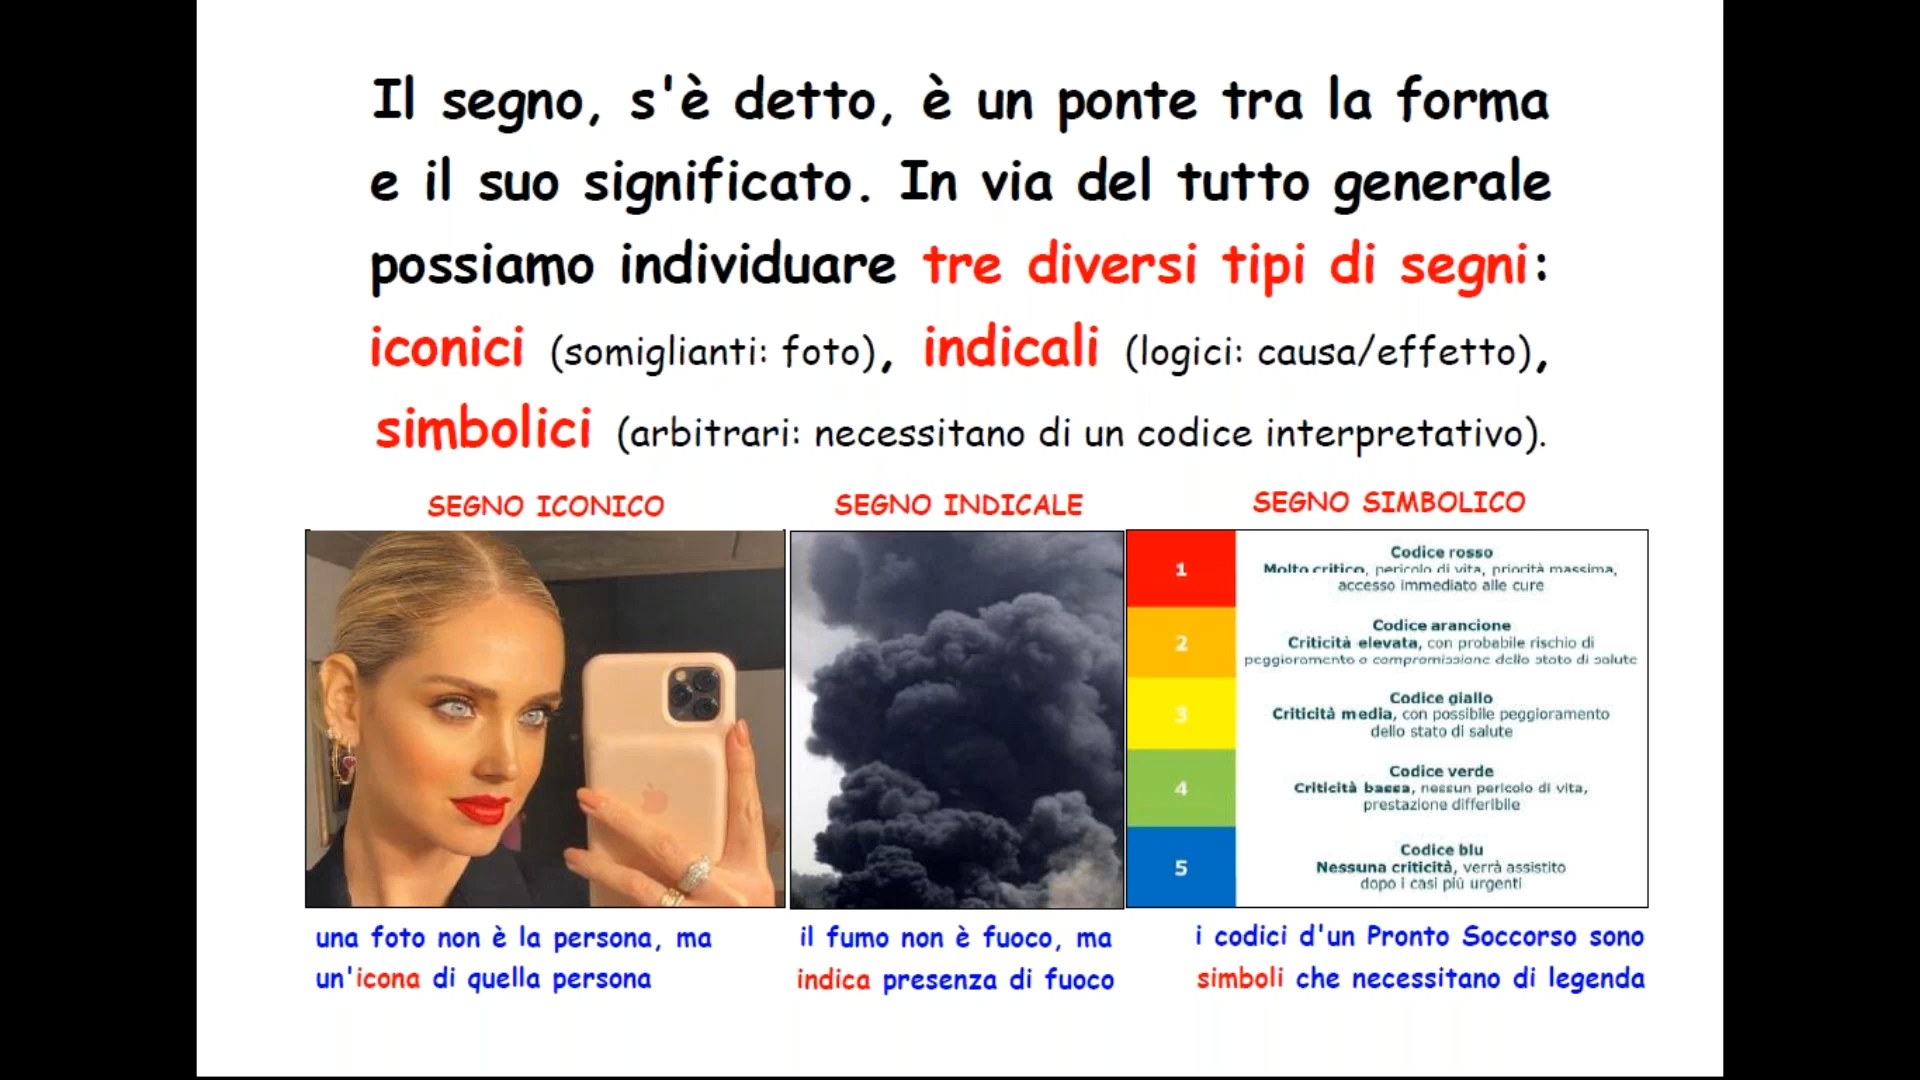 Il segno, s'è detto, è un ponte tra la forma
e il suo significato. In via del tutto generale
possiamo individuare tre diversi tipi di segni:
iconici (somiglianti: foto), indicali (logici: causa/effetto),
simbolici (arbitrari: necessitano di un codice interpretativo).
SEGNO ICONICO
SEGNO INDICALE
SEGNO SIMBOLICO
1
Codice rosso
Molto critico, pericolo di vita, priorità massima,
accesso immediato alle cure
2
Codice arancione
Criticità elevata, con probabile rischio di
peggioramento o compromissione dello stato di salute
3
Codice giallo
Criticità media, con possibile peggioramento
dello stato di salute
4
Codice verde
Criticità bassa, nessun pericolo di vita,
prestazione differibile
5
Codice blu
Nessuna criticità, verrà assistito
dopo i casi più urgenti
una foto non è la persona, ma
un'icona di quella persona
il fumo non è fuoco, ma
indica presenza di fuoco
i codici d'un Pronto Soccorso sono
simboli che necessitano di legenda